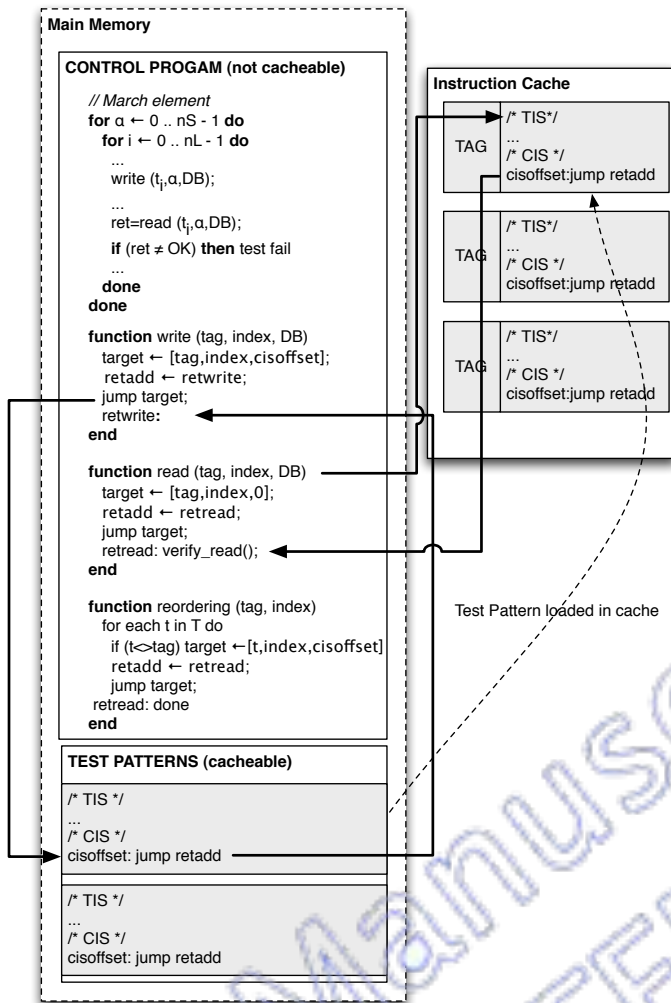 Main Memory
CONTROL PROGAM (not cacheable)
// March element
for α ← 0 .. nS - 1 do
for i ← 0 .. nL - 1 do
...
write (ti,α,DB);
...
ret=read (ti,α,DB);
if (ret ≠ OK) then test fail
...
done
done
function write (tag, index, DB)
target ← [tag,index,cisoffset];
retadd ← retwrite;
jump target;
retwrite:
end
function read (tag, index, DB)
target ← [tag,index,0];
retadd ← retread;
jump target;
retread: verify_read();
end
function reordering (tag, index)
for each t in T do
if (t<>tag) target ←[t,index,cisoffset]
retadd ← retread;
jump target;
retread: done
end
TEST PATTERNS (cacheable)
/* TIS */
...
/* CIS */
cisoffset: jump retadd
/* TIS */
...
/* CIS */
cisoffset: jump retadd
Instruction Cache
TAG
/* TIS*/
...
/* CIS */
cisoffset:jump retadd
TAG
/* TIS*/
...
/* CIS */
cisoffset:jump retadd
TAG
/* TIS*/
...
/* CIS */
cisoffset:jump retadd
Test Pattern loaded in cache